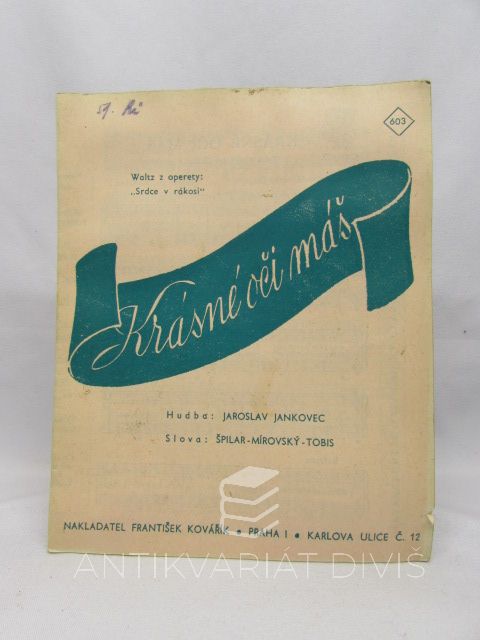 603
Waltz z operety:
„Srdce v rákosí"
Krásné oči máš
Hudba: JAROSLAV JANKOVEC
Slova: ŠPILAR-MÍROVSKÝ-TOBIS
NAKLADATEL FRANTIŠEK KOVÁŘÍK • PRAHA I • KARLOVA ULICE Č. 12
ANTIKVARIÁT DIVIŠ